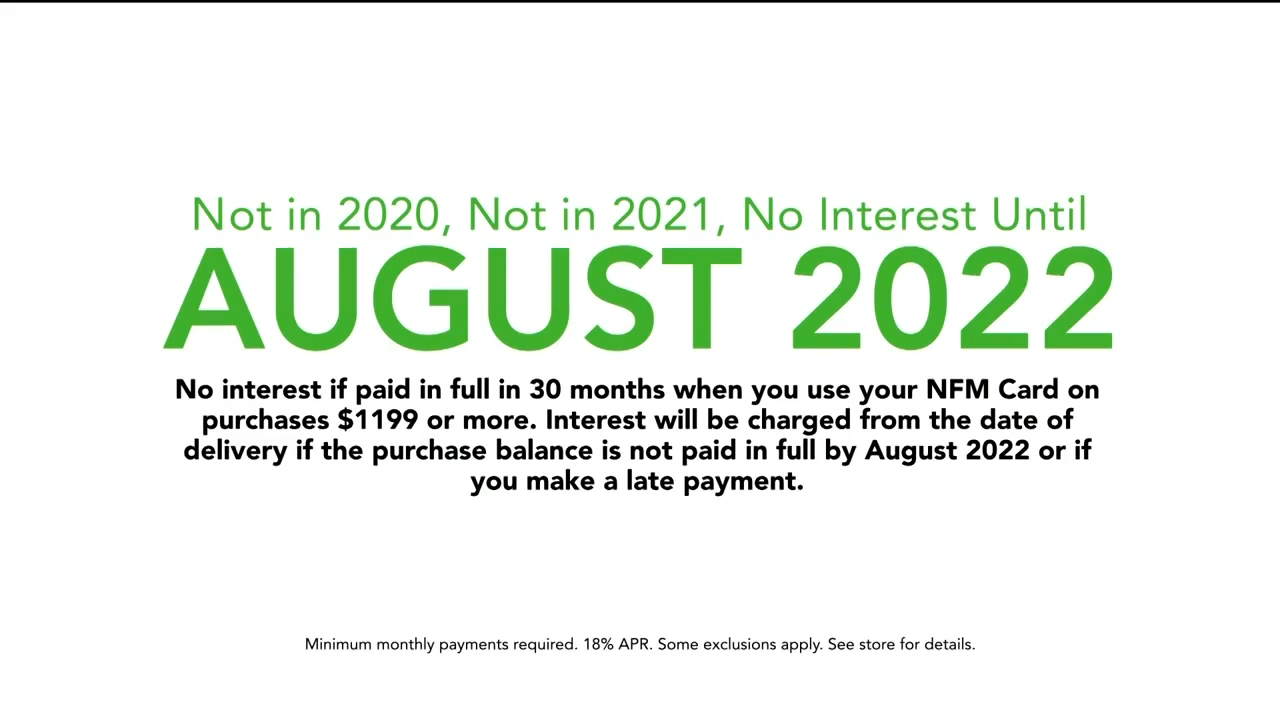 Not in 2020, Not in 2021, No Interest Until
AUGUST 2022
No interest if paid in full in 30 months when you use your NFM Card on
purchases $1199 or more. Interest will be charged from the date of
delivery if the purchase balance is not paid in full by August 2022 or if
you make a late payment.
Minimum monthly payments required. 18% APR. Some exclusions apply. See store for details.